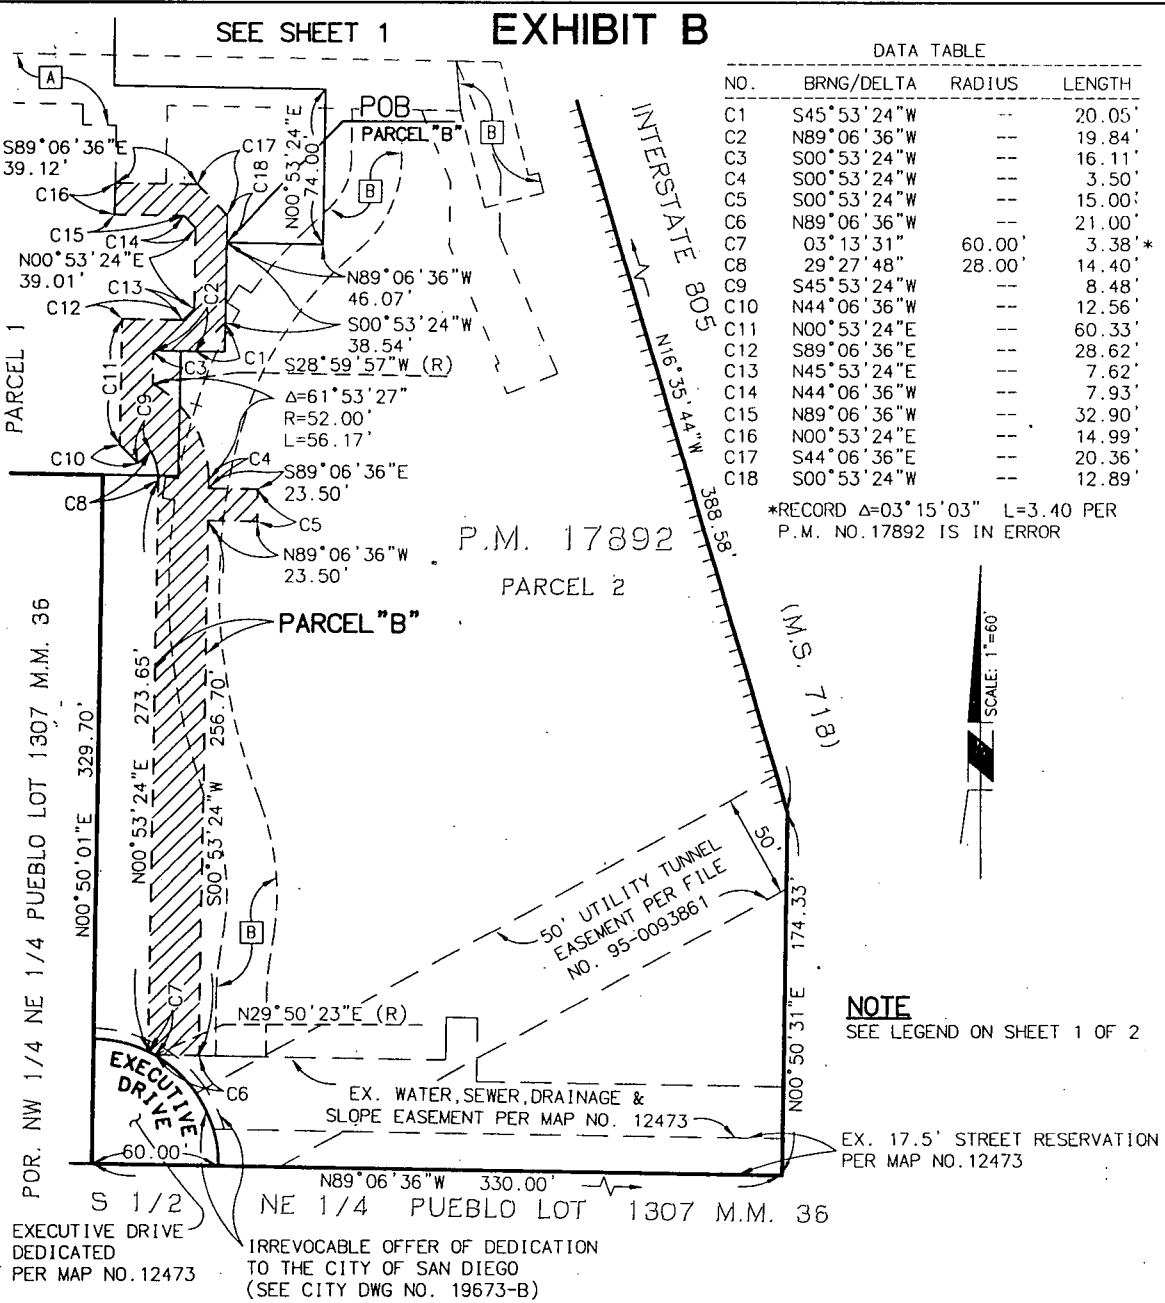 SEE SHEET 1
EXHIBIT B
DATA TABLE
NO. BRNG/DELTA RADIUS LENGTH
C1 S45°53'24"W -- 20.05'
C2 N89°06'36"W -- 19.84'
C3 S00°53'24"W -- 16.11'
C4 S00°53'24"W -- 3.50'
C5 S00°53'24"W -- 15.00'
C6 N89°06'36"W -- 21.00'
C7 03°13'31" 60.00' 3.38'*
C8 29°27'48" 28.00' 14.40'
C9 S45°53'24"W -- 8.48'
C10 N44°06'36"W -- 12.56'
C11 N00°53'24"E -- 60.33'
C12 S89°06'36"E -- 28.62'
C13 N45°53'24"E -- 7.62'
C14 N44°06'36"W -- 7.93'
C15 N89°06'36"W -- 32.90'
C16 N00°53'24"E -- 14.99'
C17 S44°06'36"E -- 20.36'
C18 S00°53'24"W -- 12.89'
*RECORD Δ=03°15'03" L=3.40 PER
P.M. NO.17892 IS IN ERROR
A
POB
PARCEL "B"
B
B
S89°06'36"E
39.12'
C17
C18
N00°53'24"E
74.00'
C16
C15
C14
N00°53'24"E
39.01'
C13
C12
C2
N89°06'36"W
46.07'
S00°53'24"W
38.54'
INTERSTATE 805
N16°35'44"W 388.58'
PARCEL 1
C11
C9
C3
C1
S28°59'57"W (R)
Δ=61°53'27"
R=52.00'
L=56.17'
C10
C8
C4
S89°06'36"E
23.50'
C5
N89°06'36"W
23.50'
P.M. 17892
PARCEL 2
PARCEL "B"
(M.S. 718)
SCALE: 1"=60'
POR. NW 1/4 NE 1/4 PUEBLO LOT 1307 M.M. 36
N00°50'01"E 329.70'
N00°53'24"E 273.65'
S00°53'24"W 256.70'
B
50'
50' UTILITY TUNNEL
EASEMENT PER FILE
NO. 95-0093861
N00°50'31"E 174.33'
NOTE
SEE LEGEND ON SHEET 1 OF 2
C7
N29°50'23"E (R)
C6
EXECUTIVE
DRIVE
60.00
EX. WATER, SEWER, DRAINAGE &
SLOPE EASEMENT PER MAP NO. 12473
EX. 17.5' STREET RESERVATION
PER MAP NO.12473
N89°06'36"W 330.00'
S 1/2 NE 1/4 PUEBLO LOT 1307 M.M. 36
EXECUTIVE DRIVE
DEDICATED
PER MAP NO.12473
IRREVOCABLE OFFER OF DEDICATION
TO THE CITY OF SAN DIEGO
(SEE CITY DWG NO. 19673-B)